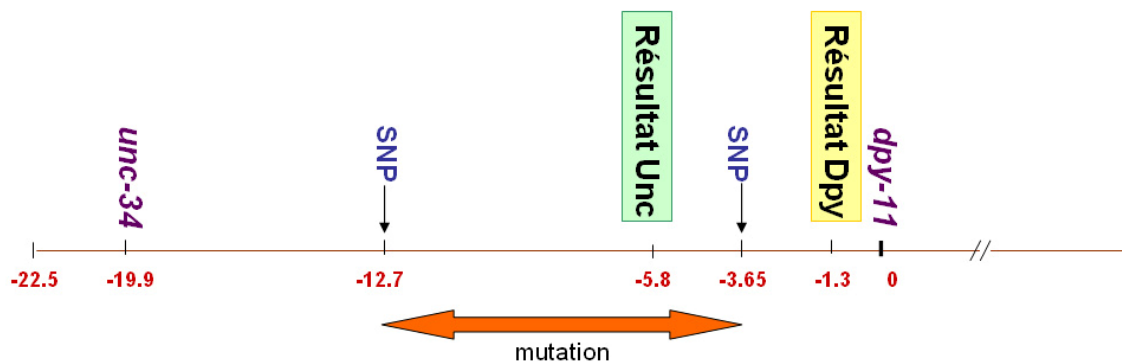 unc-34
SNP
Résultat Unc
SNP
Résultat Dpy
dpy-11
-22.5
-19.9
-12.7
-5.8
-3.65
-1.3
0
mutation